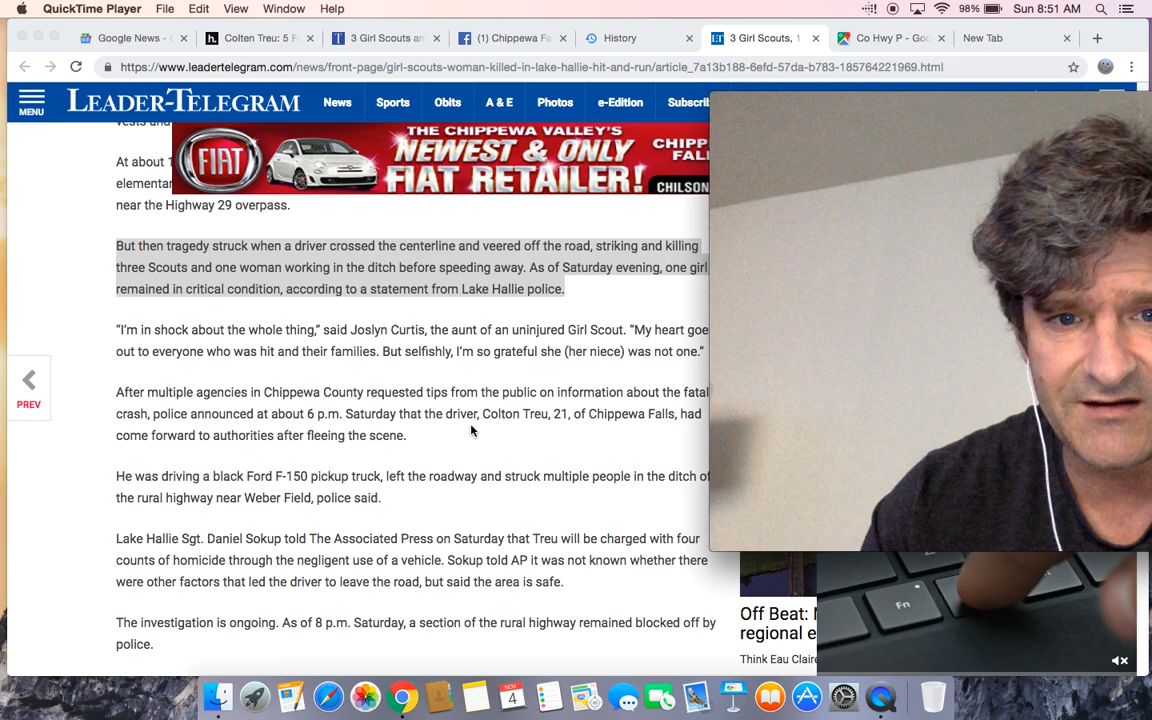 QuickTime Player File Edit View Window Help 98% Sun 8:51 AM
Google News - 
Colten Treu: 5 F
3 Girl Scouts an
(1) Chippewa Fa
History
3 Girl Scouts, 1
Co Hwy P - Goo
New Tab
https://www.leadertelegram.com/news/front-page/girl-scouts-woman-killed-in-lake-hallie-hit-and-run/article_7a13b188-6efd-57da-b783-185764221969.html
MENU
LEADER-TELEGRAM
News Sports Obits A & E Photos e-Edition Subscrib
vests and
At about 1
elementar
near the Highway 29 overpass.
FIAT
THE CHIPPEWA VALLEY'S
NEWEST & ONLY
FIAT RETAILER!
CHIPP
FAL
CHILSON
But then tragedy struck when a driver crossed the centerline and veered off the road, striking and killing
three Scouts and one woman working in the ditch before speeding away. As of Saturday evening, one girl
remained in critical condition, according to a statement from Lake Hallie police.
“I’m in shock about the whole thing,” said Joslyn Curtis, the aunt of an uninjured Girl Scout. “My heart goe
out to everyone who was hit and their families. But selfishly, I’m so grateful she (her niece) was not one.”
PREV
After multiple agencies in Chippewa County requested tips from the public on information about the fatal
crash, police announced at about 6 p.m. Saturday that the driver, Colton Treu, 21, of Chippewa Falls, had
come forward to authorities after fleeing the scene.
He was driving a black Ford F-150 pickup truck, left the roadway and struck multiple people in the ditch of
the rural highway near Weber Field, police said.
Lake Hallie Sgt. Daniel Sokup told The Associated Press on Saturday that Treu will be charged with four
counts of homicide through the negligent use of a vehicle. Sokup told AP it was not known whether there
were other factors that led the driver to leave the road, but said the area is safe.
The investigation is ongoing. As of 8 p.m. Saturday, a section of the rural highway remained blocked off by
police.
Fn
Off Beat:
regional e
Think Eau Claire
NOV
4